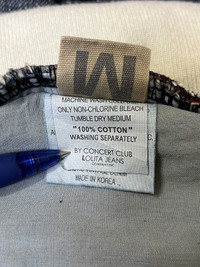 M
MACHINE WASH
ONLY NON-CHLORINE BLEACH
TUMBLE DRY MEDIUM
"100% COTTON"
WASHING SEPARATELY
BY CONCERT CLUB
LOLITA JEANS
MADE IN KOREA